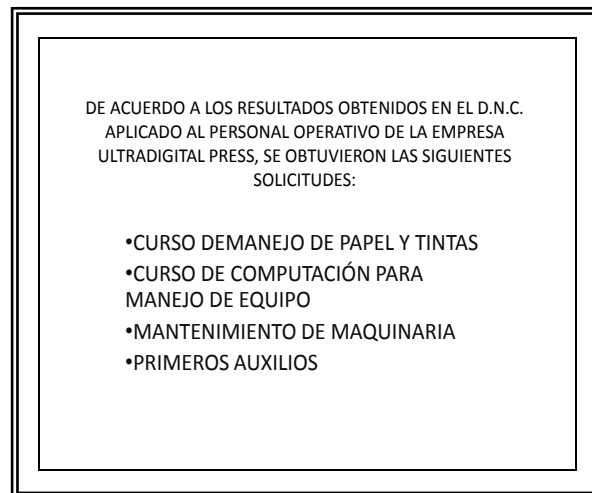 DE ACUERDO A LOS RESULTADOS OBTENIDOS EN EL D.N.C.
APLICADO AL PERSONAL OPERATIVO DE LA EMPRESA
ULTRADIGITAL PRESS, SE OBTUVIERON LAS SIGUIENTES
SOLICITUDES:
•CURSO DEMANEJO DE PAPEL Y TINTAS
•CURSO DE COMPUTACIÓN PARA
MANEJO DE EQUIPO
•MANTENIMIENTO DE MAQUINARIA
•PRIMEROS AUXILIOS